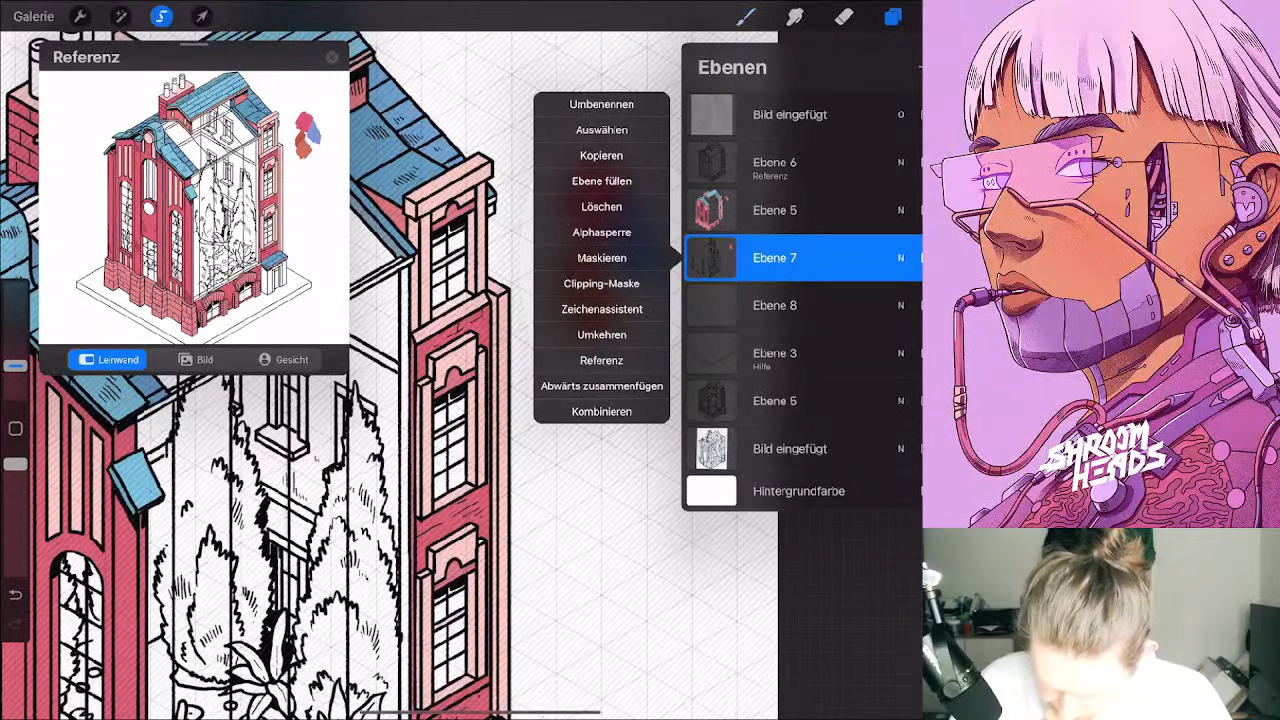 Galerie
Referenz
Leinwand
Bild
Gesicht
Umbenennen
Auswählen
Kopieren
Ebene füllen
Löschen
Alphasperre
Maskieren
Clipping-Maske
Zeichenassistent
Umkehren
Referenz
Abwärts zusammenfügen
Kombinieren
Ebenen
Bild eingefügt O
Ebene 6 N
Referenz
Ebene 5 N
Ebene 7 N
Ebene 8 N
Ebene 3 N
Hilfe
Ebene 5 N
Bild eingefügt N
Hintergrundfarbe
SHROOM
HEADS